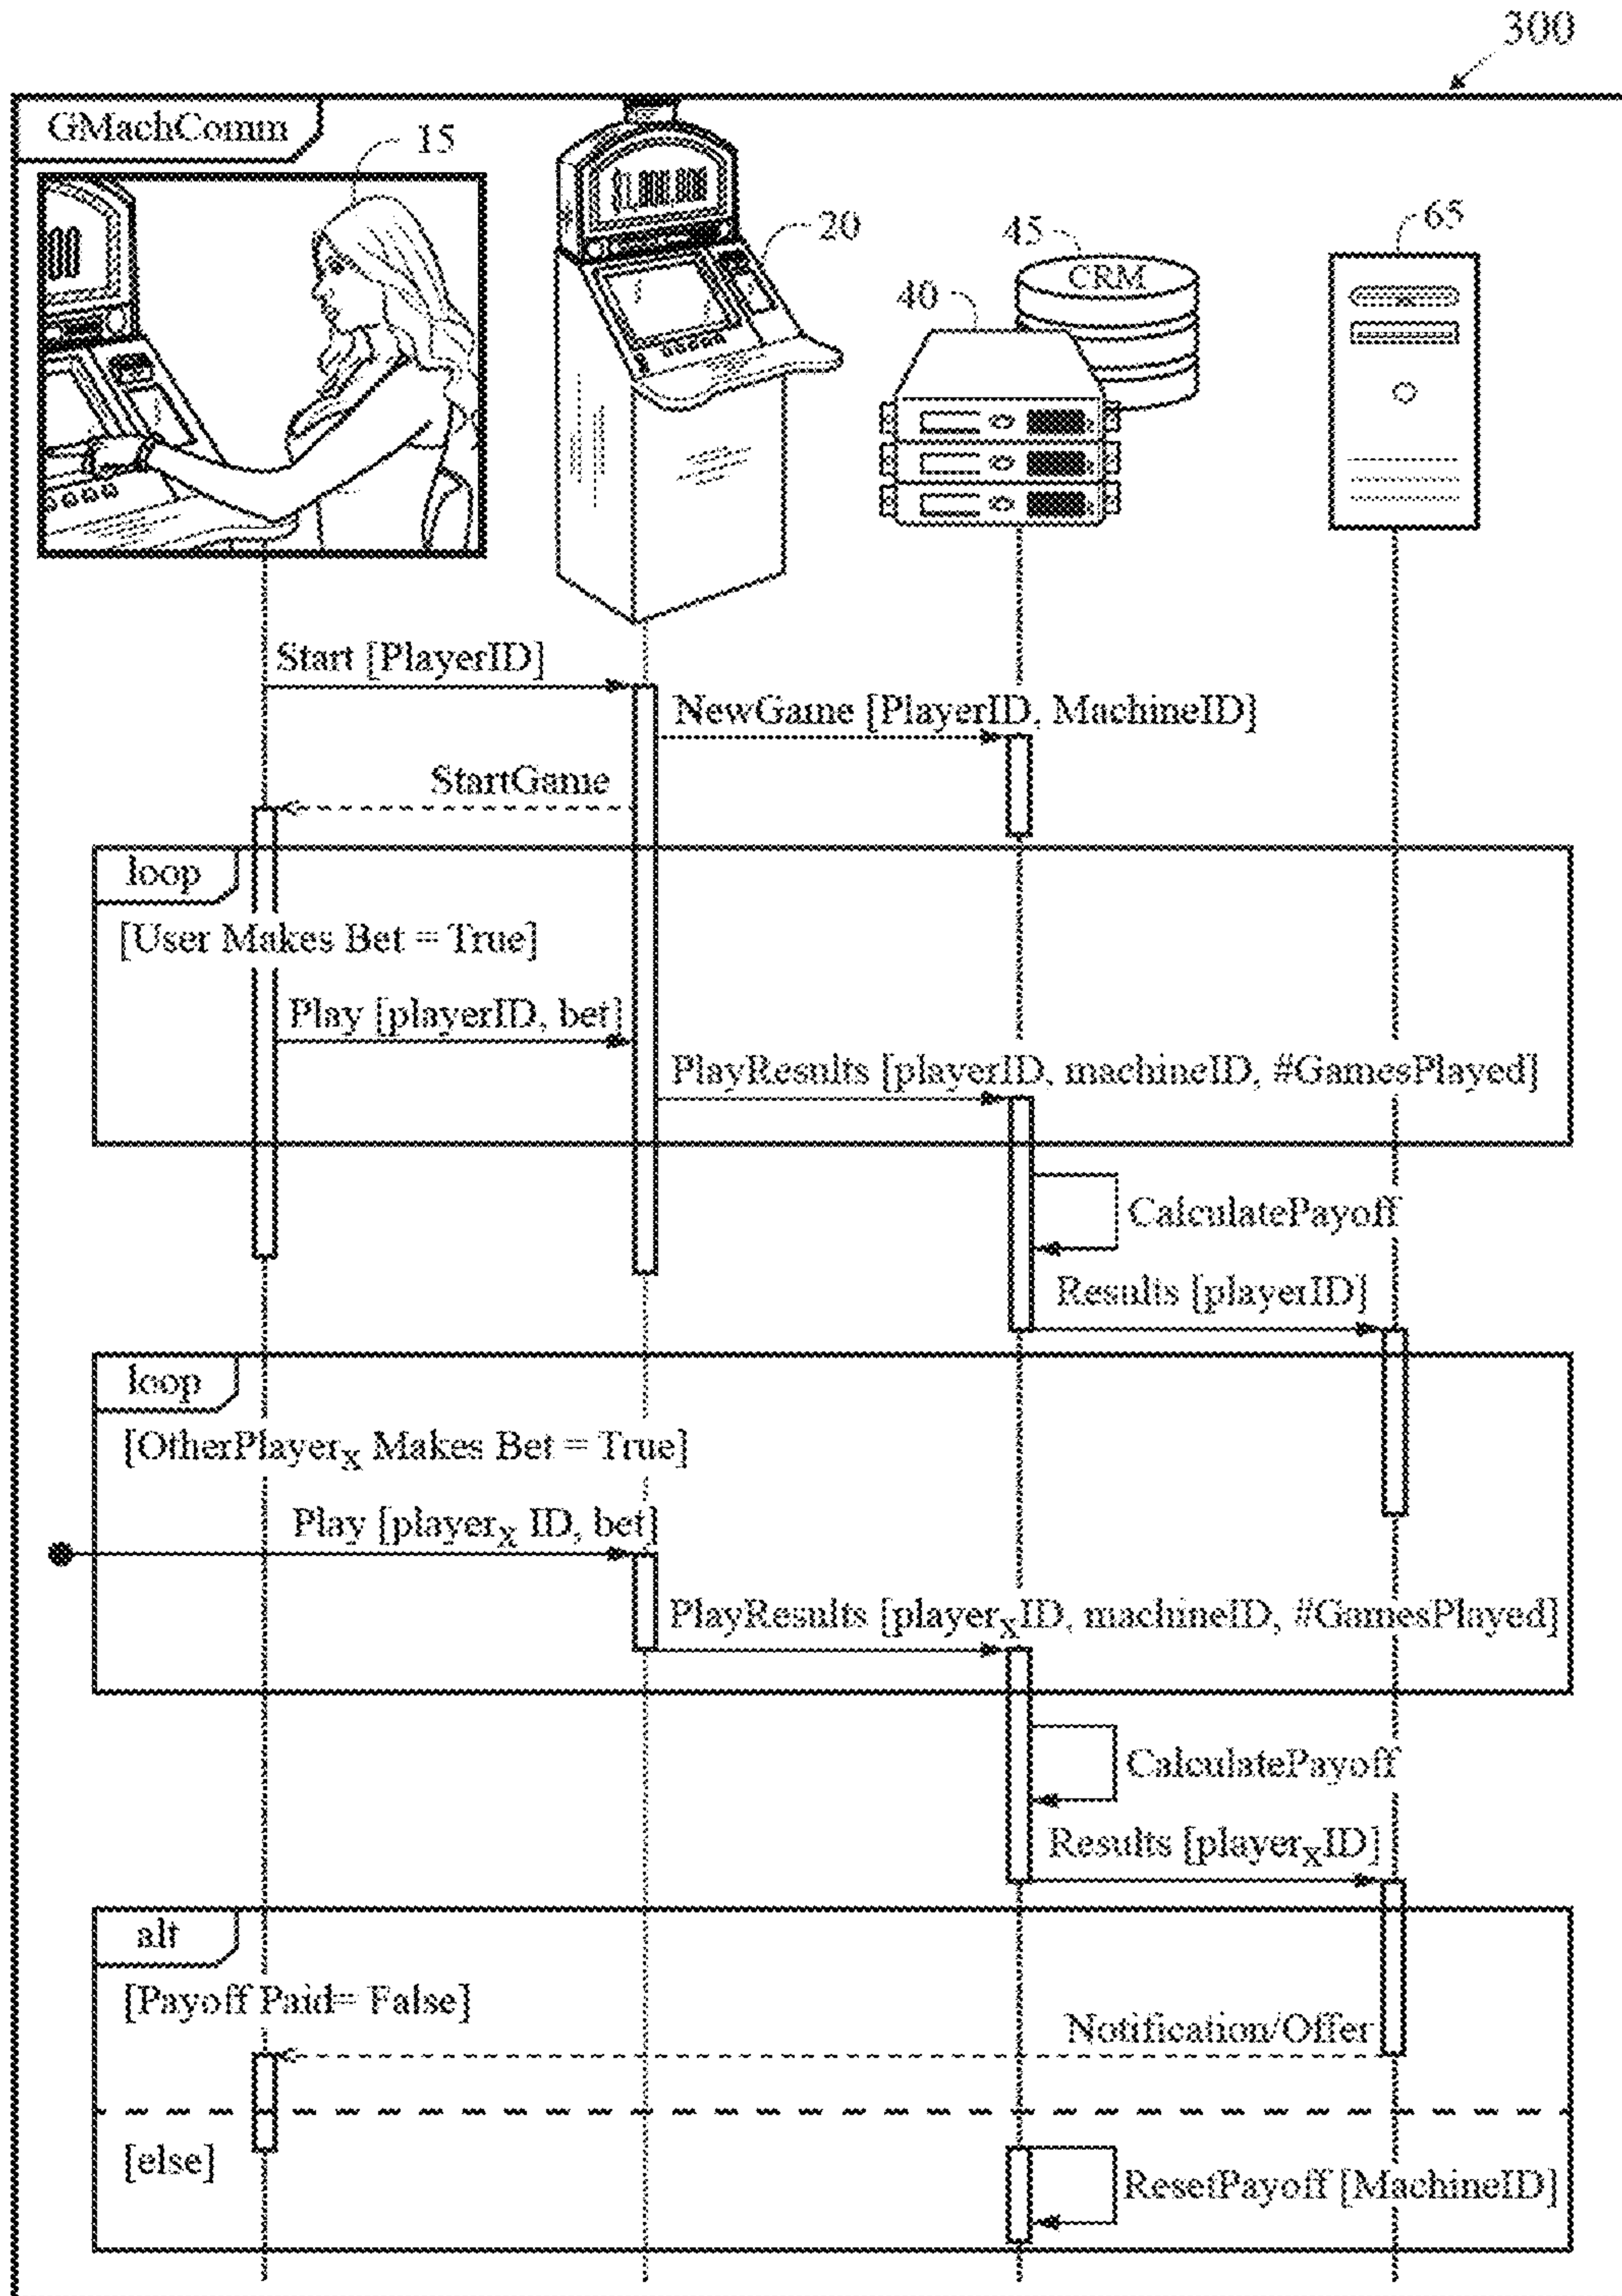 300
GMachComm
15
20
45
65
CRM
40
Start [PlayerID]
NewGame [PlayerID, MachineID]
StartGame
loop
[User Makes Bet = True]
Play [playerID, bet]
PlayResults [playerID, machineID, #GamesPlayed]
CalculatePayoff
Results [playerID]
loop
[OtherPlayerX Makes Bet = True]
Play [playerX ID, bet]
PlayResults [playerXID, machineID, #GamesPlayed]
CalculatePayoff
Results [playerXID]
alt
[Payoff Paid= False]
Notification/Offer
[else]
ResetPayoff [MachineID]